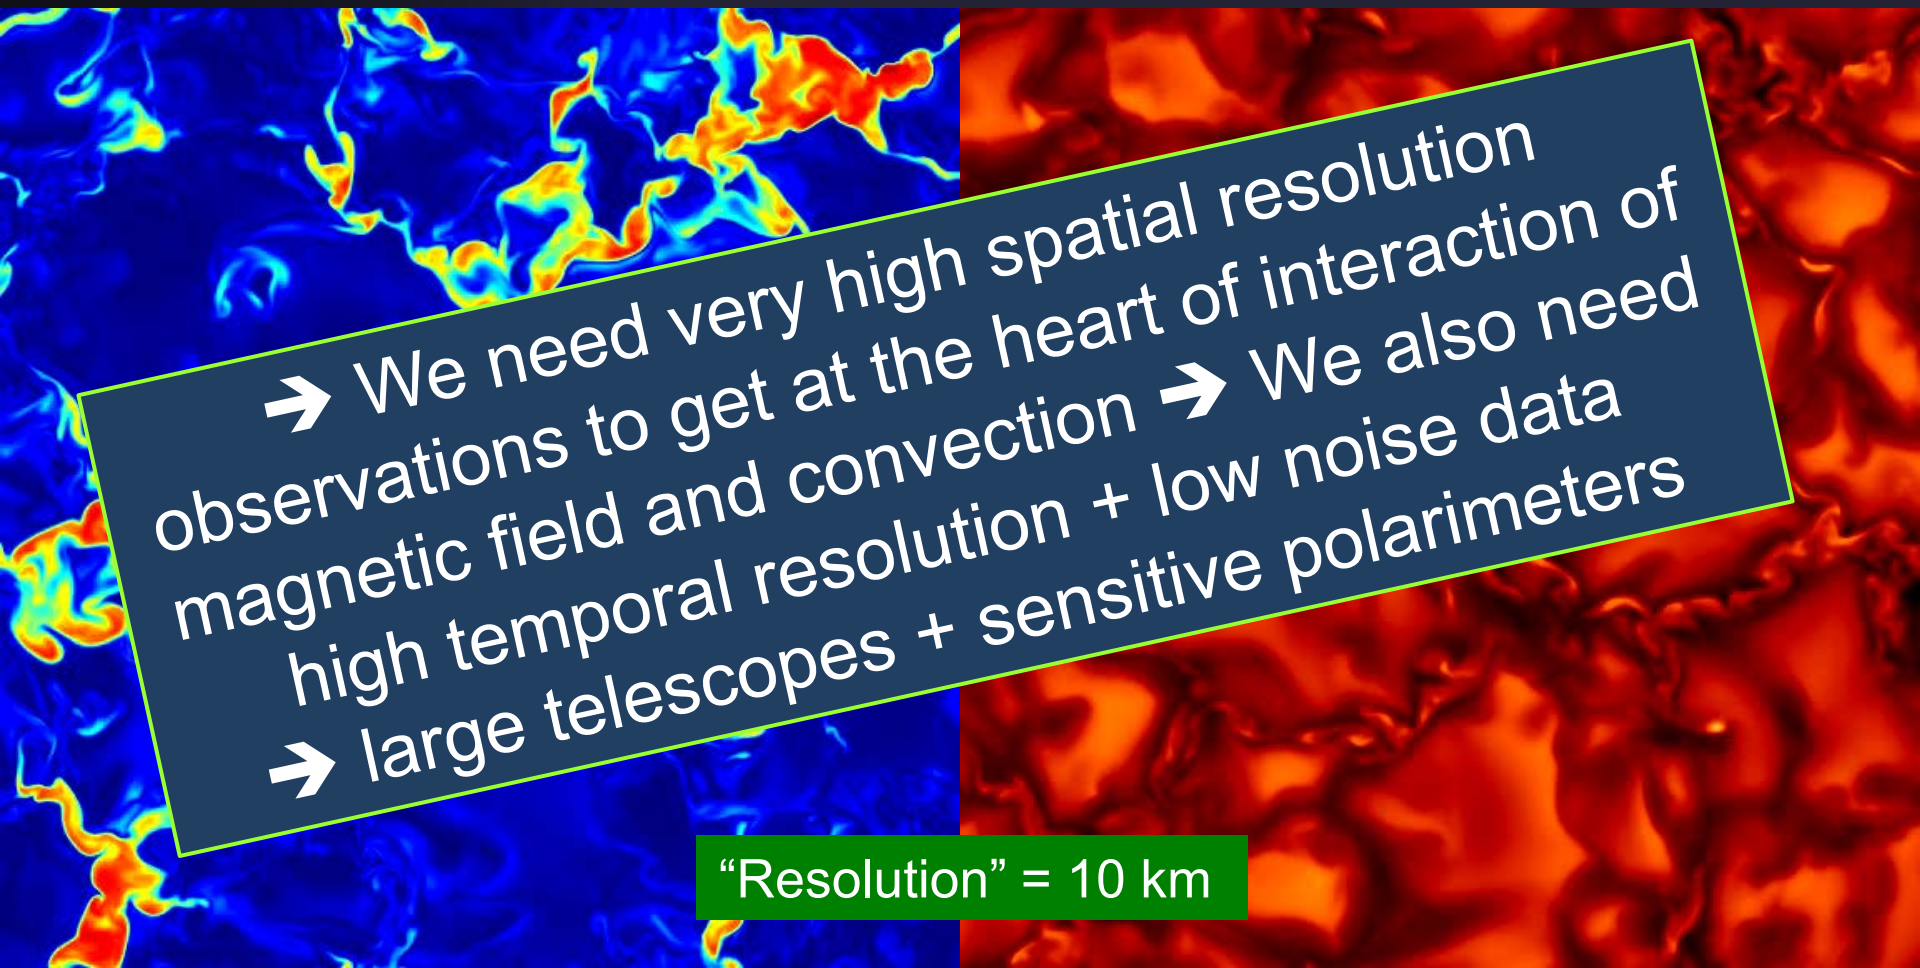 ➔ We need very high spatial resolution
observations to get at the heart of interaction of
magnetic field and convection ➔ We also need
high temporal resolution + low noise data
➔ large telescopes + sensitive polarimeters
“Resolution” = 10 km